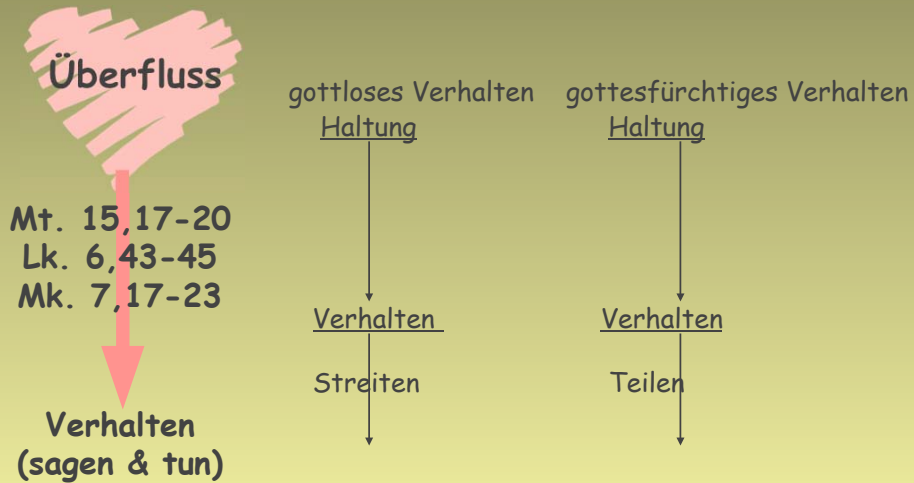 Überfluss
Mt. 15,17-20
Lk. 6,43-45
Mk. 7,17-23
Verhalten
(sagen & tun)
gottloses Verhalten
Haltung
Verhalten
Streiten
gottesfürchtiges Verhalten
Haltung
Verhalten
Teilen